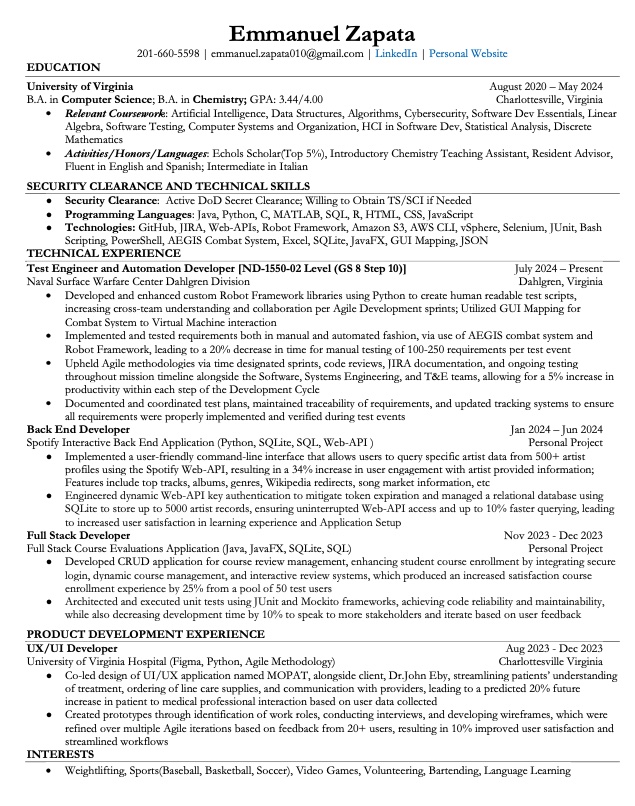 Emmanuel Zapata
201-660-5598 | emmanuel.zapata010@gmail.com | LinkedIn | Personal Website
EDUCATION
University of Virginia August 2020 – May 2024
B.A. in Computer Science; B.A. in Chemistry; GPA: 3.44/4.00 Charlottesville, Virginia
• Relevant Coursework: Artificial Intelligence, Data Structures, Algorithms, Cybersecurity, Software Dev Essentials, Linear
Algebra, Software Testing, Computer Systems and Organization, HCI in Software Dev, Statistical Analysis, Discrete
Mathematics
• Activities/Honors/Languages: Echols Scholar(Top 5%), Introductory Chemistry Teaching Assistant, Resident Advisor,
Fluent in English and Spanish; Intermediate in Italian
SECURITY CLEARANCE AND TECHNICAL SKILLS
• Security Clearance: Active DoD Secret Clearance; Willing to Obtain TS/SCI if Needed
• Programming Languages: Java, Python, C, MATLAB, SQL, R, HTML, CSS, JavaScript
• Technologies: GitHub, JIRA, Web-APIs, Robot Framework, Amazon S3, AWS CLI, vSphere, Selenium, JUnit, Bash
Scripting, PowerShell, AEGIS Combat System, Excel, SQLite, JavaFX, GUI Mapping, JSON
TECHNICAL EXPERIENCE
Test Engineer and Automation Developer [ND-1550-02 Level (GS 8 Step 10)] July 2024 – Present
Naval Surface Warfare Center Dahlgren Division Dahlgren, Virginia
• Developed and enhanced custom Robot Framework libraries using Python to create human readable test scripts,
increasing cross-team understanding and collaboration per Agile Development sprints; Utilized GUI Mapping for
Combat System to Virtual Machine interaction
• Implemented and tested requirements both in manual and automated fashion, via use of AEGIS combat system and
Robot Framework, leading to a 20% decrease in time for manual testing of 100-250 requirements per test event
• Upheld Agile methodologies via time designated sprints, code reviews, JIRA documentation, and ongoing testing
throughout mission timeline alongside the Software, Systems Engineering, and T&E teams, allowing for a 5% increase in
productivity within each step of the Development Cycle
• Documented and coordinated test plans, maintained traceability of requirements, and updated tracking systems to ensure
all requirements were properly implemented and verified during test events
Back End Developer Jan 2024 – Jun 2024
Spotify Interactive Back End Application (Python, SQLite, SQL, Web-API ) Personal Project
• Implemented a user-friendly command-line interface that allows users to query specific artist data from 500+ artist
profiles using the Spotify Web-API, resulting in a 34% increase in user engagement with artist provided information;
Features include top tracks, albums, genres, Wikipedia redirects, song market information, etc
• Engineered dynamic Web-API key authentication to mitigate token expiration and managed a relational database using
SQLite to store up to 5000 artist records, ensuring uninterrupted Web-API access and up to 10% faster querying, leading
to increased user satisfaction in learning experience and Application Setup
Full Stack Developer Nov 2023 - Dec 2023
Full Stack Course Evaluations Application (Java, JavaFX, SQLite, SQL) Personal Project
• Developed CRUD application for course review management, enhancing student course enrollment by integrating secure
login, dynamic course management, and interactive review systems, which produced an increased satisfaction course
enrollment experience by 25% from a pool of 50 test users
• Architected and executed unit tests using JUnit and Mockito frameworks, achieving code reliability and maintainability,
while also decreasing development time by 10% to speak to more stakeholders and iterate based on user feedback
PRODUCT DEVELOPMENT EXPERIENCE
UX/UI Developer Aug 2023 - Dec 2023
University of Virginia Hospital (Figma, Python, Agile Methodology) Charlottesville Virginia
• Co-led design of UI/UX application named MOPAT, alongside client, Dr.John Eby, streamlining patients' understanding
of treatment, ordering of line care supplies, and communication with providers, leading to a predicted 20% future
increase in patient to medical professional interaction based on user data collected
• Created prototypes through identification of work roles, conducting interviews, and developing wireframes, which were
refined over multiple Agile iterations based on feedback from 20+ users, resulting in 10% improved user satisfaction and
streamlined workflows
INTERESTS
• Weightlifting, Sports(Baseball, Basketball, Soccer), Video Games, Volunteering, Bartending, Language Learning